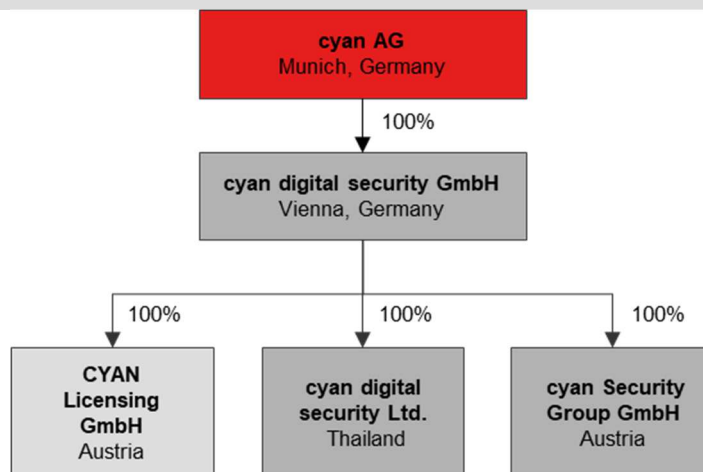 cyan AG
Munich, Germany
100%
cyan digital security GmbH
Vienna, Germany
100%
100%
100%
CYAN
Licensing
GmbH
Austria
cyan digital
security Ltd.
Thailand
cyan Security
Group GmbH
Austria